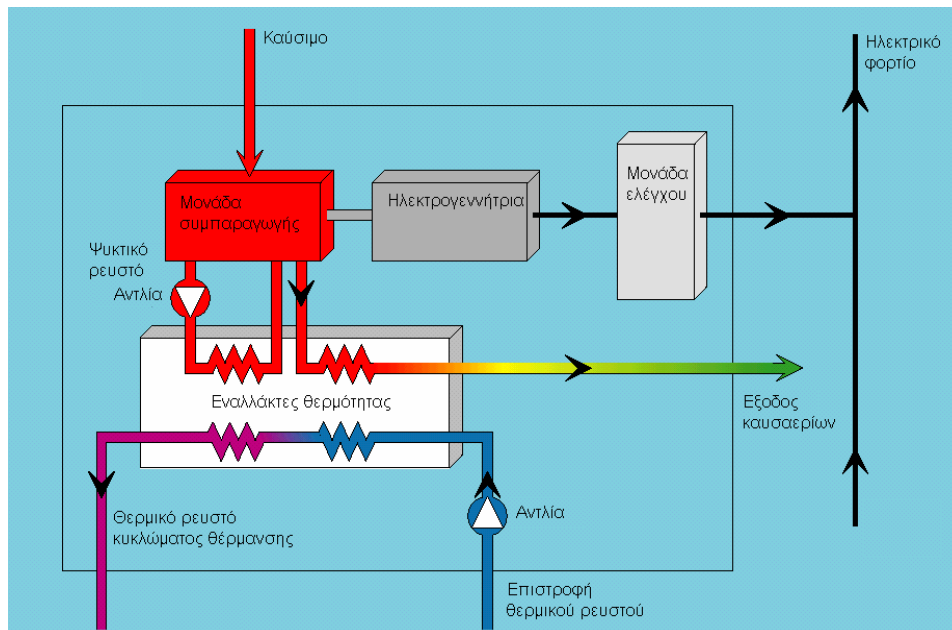 Καύσιμο
Ηλεκτρικό
φορτίο
Μονάδα
συμπαραγωγής
Ηλεκτρογεννήτρια
Μονάδα
ελέγχου
Ψυκτικό
ρευστό
Αντλία
Εναλλάκτες θερμότητας
Εξοδος
καυσαερίων
Θερμικό ρευστό
κυκλώματος θέρμανσης
Αντλία
Επιστροφή
θερμικού ρευστού